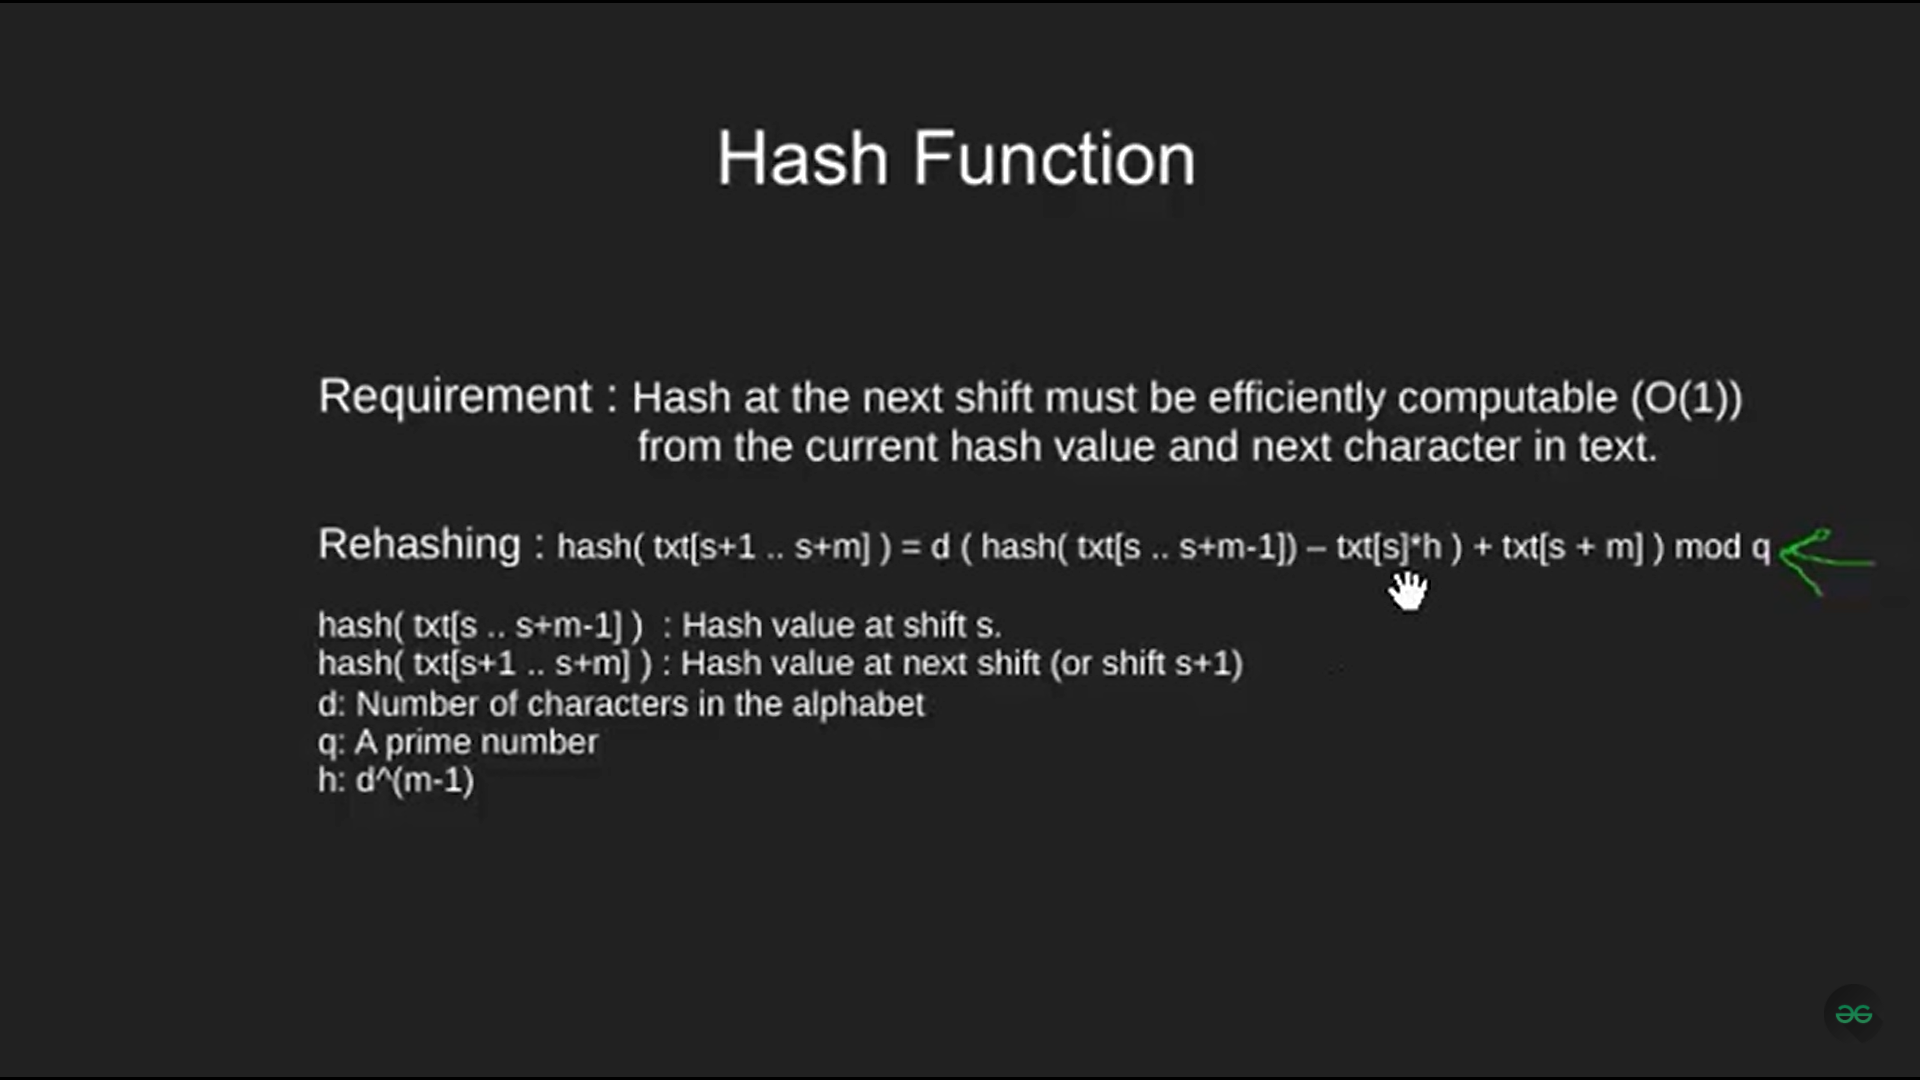 Hash Function
Requirement : Hash at the next shift must be efficiently computable (O(1))
from the current hash value and next character in text.
Rehashing : hash( txt[s+1 .. s+m] ) = d ( hash( txt[s .. s+m-1]) – txt[s]*h ) + txt[s + m] ) mod q
hash( txt[s .. s+m-1] ) : Hash value at shift s.
hash( txt[s+1 .. s+m] ) : Hash value at next shift (or shift s+1)
d: Number of characters in the alphabet
q: A prime number
h: d^(m-1)